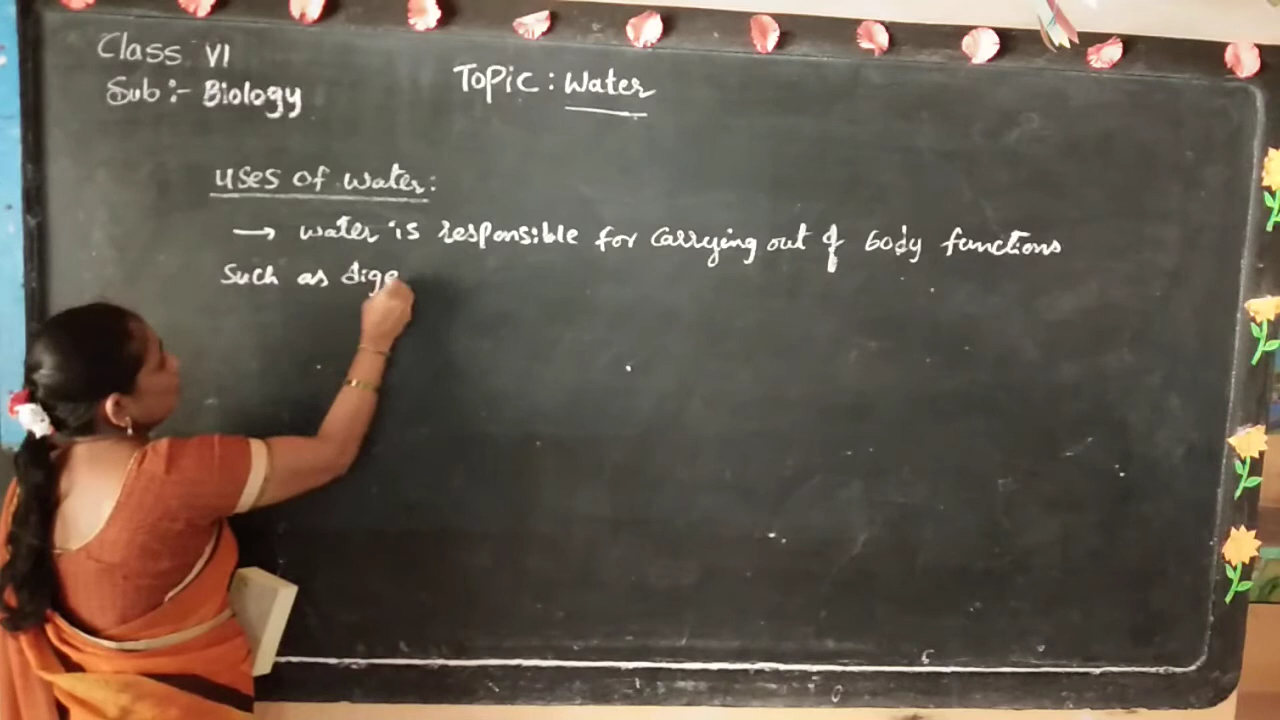 Class VI
Sub:- Biology
Topic: Water
Uses of water:
→ water is responsible for carrying out of body functions
Such as dige